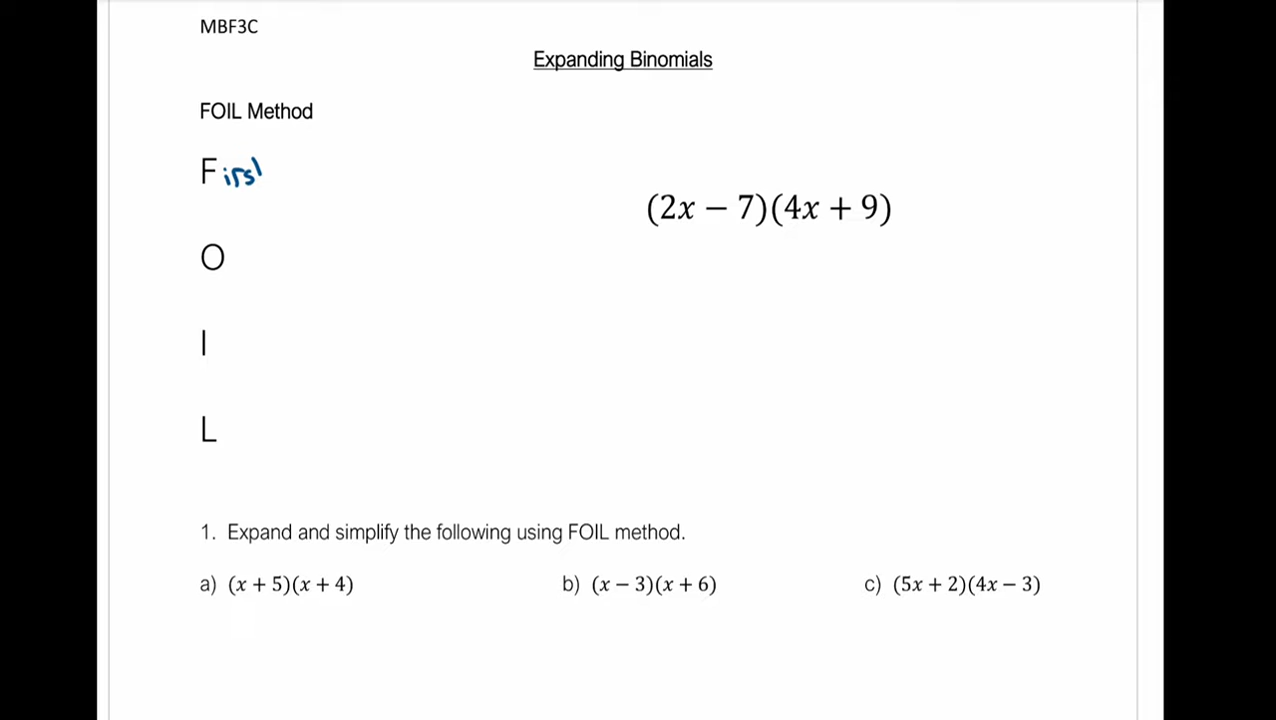 MBF3C
Expanding Binomials
FOIL Method
First
(2x − 7)(4x + 9)
O
I
L
1. Expand and simplify the following using FOIL method.
a) (x + 5)(x + 4) b) (x − 3)(x + 6) c) (5x + 2)(4x − 3)